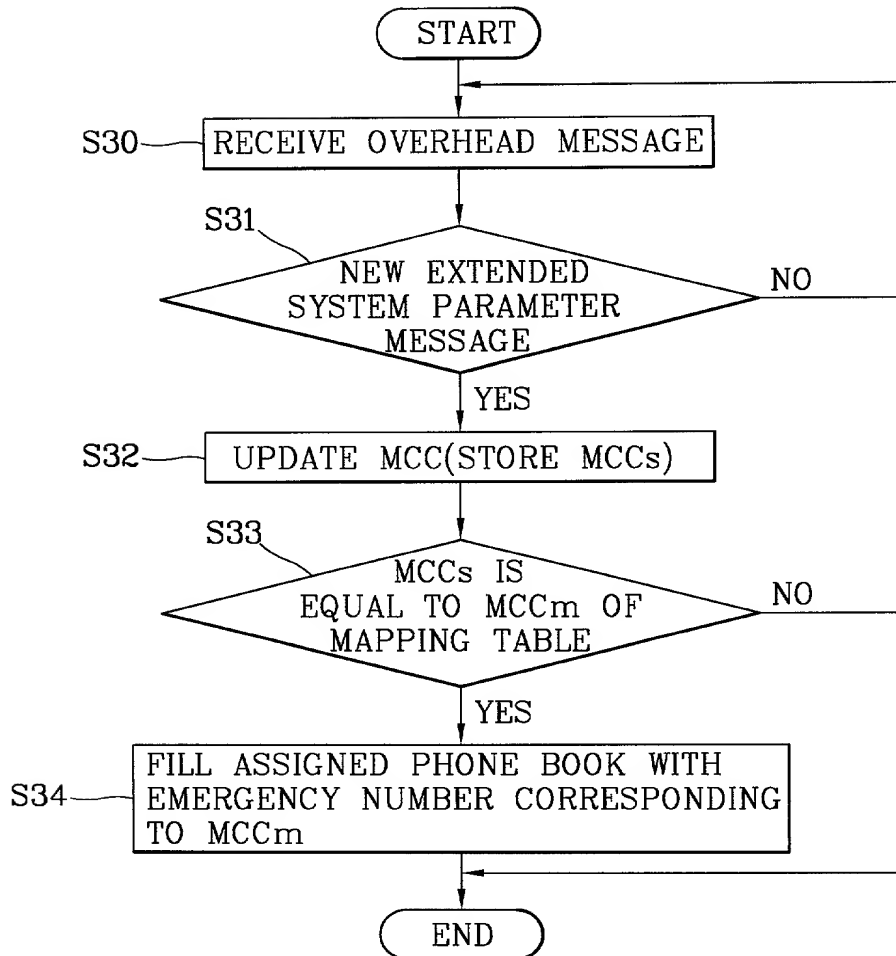 START
S30
RECEIVE OVERHEAD MESSAGE
S31
NEW EXTENDED
SYSTEM PARAMETER
MESSAGE
NO
YES
S32
UPDATE MCC(STORE MCCs)
S33
MCCs IS
EQUAL TO MCCm OF
MAPPING TABLE
NO
YES
S34
FILL ASSIGNED PHONE BOOK WITH
EMERGENCY NUMBER CORRESPONDING
TO MCCm
END